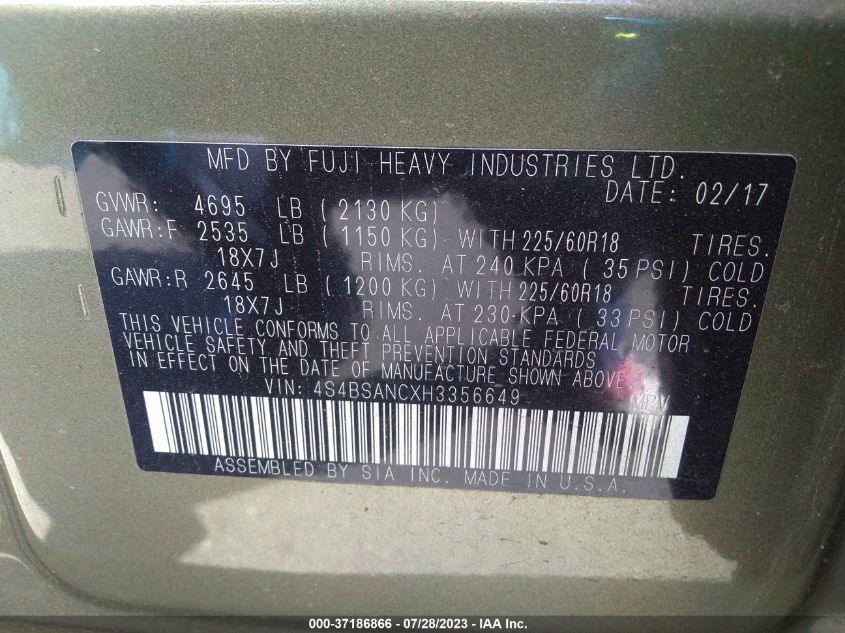 MFD BY FUJI HEAVY INDUSTRIES LTD.
DATE: 02/17
GVWR: 4695 LB ( 2130 KG)
GAWR:F 2535 LB ( 1150 KG) WITH 225/60R18 TIRES.
18X7J RIMS. AT 240 KPA ( 35 PSI) COLD
GAWR:R 2645 LB ( 1200 KG) WITH 225/60R18 TIRES.
18X7J RIMS. AT 230 KPA ( 33 PSI) COLD
THIS VEHICLE CONFORMS TO ALL APPLICABLE FEDERAL MOTOR
VEHICLE SAFETY AND THEFT PREVENTION STANDARDS
IN EFFECT ON THE DATE OF MANUFACTURE SHOWN ABOVE.
VIN: 4S4BSANCXH3356649 MPV
ASSEMBLED BY SIA INC. MADE IN U.S.A.
000-37186866 / 07/28/2023 - IAA Inc.